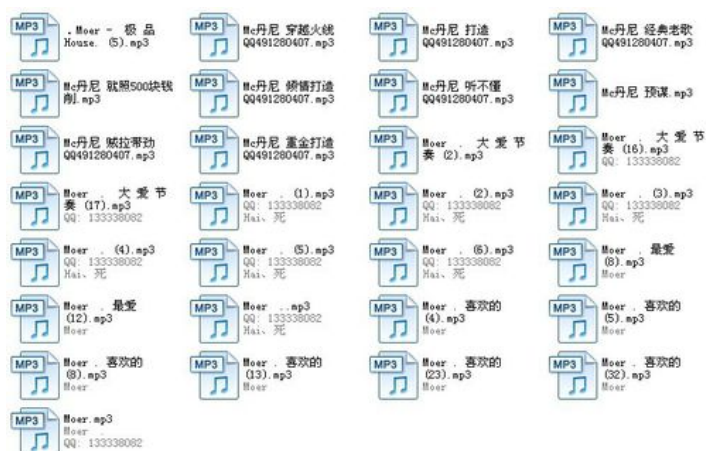 MP3
. Moer - 极 品
House. (5).mp3
MP3
Mc丹尼 穿越火线
QQ491280407.mp3
MP3
Mc丹尼 打造
QQ491280407.mp3
MP3
Mc丹尼 经典老歌
QQ491280407.mp3
MP3
Mc丹尼 就照500块钱
削.mp3
MP3
Mc丹尼 倾情打造
QQ491280407.mp3
MP3
Mc丹尼 听不懂
QQ491280407.mp3
MP3
Mc丹尼 预谋.mp3
MP3
Mc丹尼 贼拉带劲
QQ491280407.mp3
MP3
Mc丹尼 重金打造
QQ491280407.mp3
MP3
Moer . 大 爱 节
奏 (2).mp3
MP3
Moer . 大 爱 节
奏 (16).mp3
QQ: 133338082
MP3
Moer . 大 爱 节
奏 (17).mp3
QQ: 133338082
MP3
Moer . (1).mp3
QQ: 133338082
Hai、死
MP3
Moer . (2).mp3
QQ: 133338082
Hai、死
MP3
Moer . (3).mp3
QQ: 133338082
Hai、死
MP3
Moer . (4).mp3
QQ: 133338082
Hai、死
MP3
Moer . (5).mp3
QQ: 133338082
Hai、死
MP3
Moer . (6).mp3
QQ: 133338082
Hai、死
MP3
Moer . 最爱
(8).mp3
Moer
MP3
Moer . 最爱
(12).mp3
Moer
MP3
Moer ..mp3
QQ: 133338082
Hai、死
MP3
Moer . 喜欢的
(4).mp3
Moer
MP3
Moer . 喜欢的
(5).mp3
Moer
MP3
Moer . 喜欢的
(8).mp3
Moer
MP3
Moer . 喜欢的
(13).mp3
Moer
MP3
Moer . 喜欢的
(23).mp3
Moer
MP3
Moer . 喜欢的
(32).mp3
Moer
MP3
Moer.mp3
Moer .
QQ: 133338082